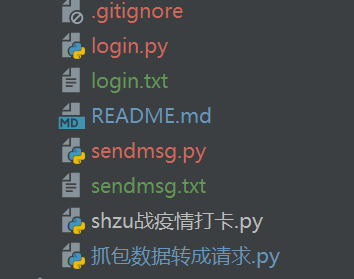 .gitignore
login.py
login.txt
MD README.md
sendmsg.py
sendmsg.txt
shzu战疫情打卡.py
抓包数据转成请求.py